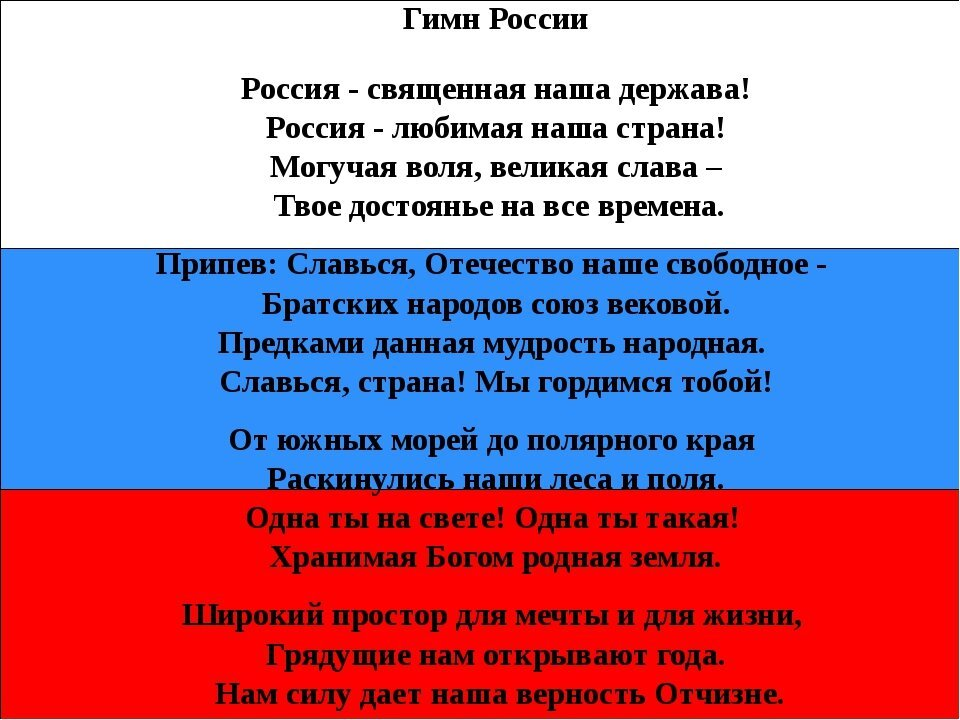 Гимн России
Россия - священная наша держава!
Россия - любимая наша страна!
Могучая воля, великая слава –
Твое достоянье на все времена.
Припев: Славься, Отечество наше свободное -
Братских народов союз вековой.
Предками данная мудрость народная.
Славься, страна! Мы гордимся тобой!
От южных морей до полярного края
Раскинулись наши леса и поля.
Одна ты на свете! Одна ты такая!
Хранимая Богом родная земля.
Широкий простор для мечты и для жизни,
Грядущие нам открывают года.
Нам силу дает наша верность Отчизне.